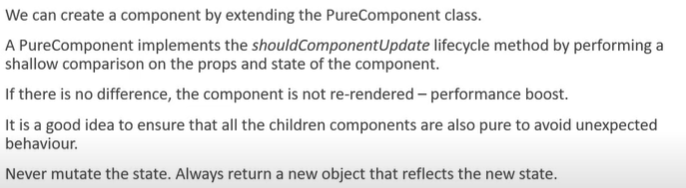 We can create a component by extending the PureComponent class.
A PureComponent implements the shouldComponentUpdate lifecycle method by performing a
shallow comparison on the props and state of the component.
If there is no difference, the component is not re-rendered – performance boost.
It is a good idea to ensure that all the children components are also pure to avoid unexpected
behaviour.
Never mutate the state. Always return a new object that reflects the new state.